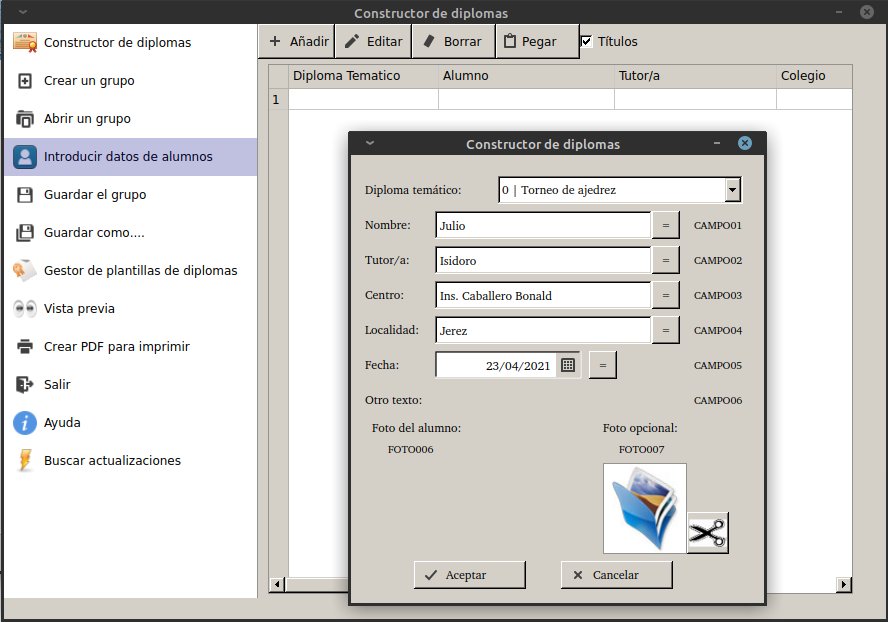 Constructor de diplomas
Constructor de diplomas
Crear un grupo
Abrir un grupo
Introducir datos de alumnos
Guardar el grupo
Guardar como....
Gestor de plantillas de diplomas
Vista previa
Crear PDF para imprimir
Salir
Ayuda
Buscar actualizaciones
+ Añadir Editar Borrar Pegar Títulos
Diploma Tematico Alumno Tutor/a Colegio
1
Constructor de diplomas
Diploma temático: 0 | Torneo de ajedrez
Nombre: Julio = CAMPO01
Tutor/a: Isidoro = CAMPO02
Centro: Ins. Caballero Bonald = CAMPO03
Localidad: Jerez = CAMPO04
Fecha: 23/04/2021 = CAMPO05
Otro texto: CAMPO06
Foto del alumno: Foto opcional:
FOTO006 FOTO007
Aceptar Cancelar